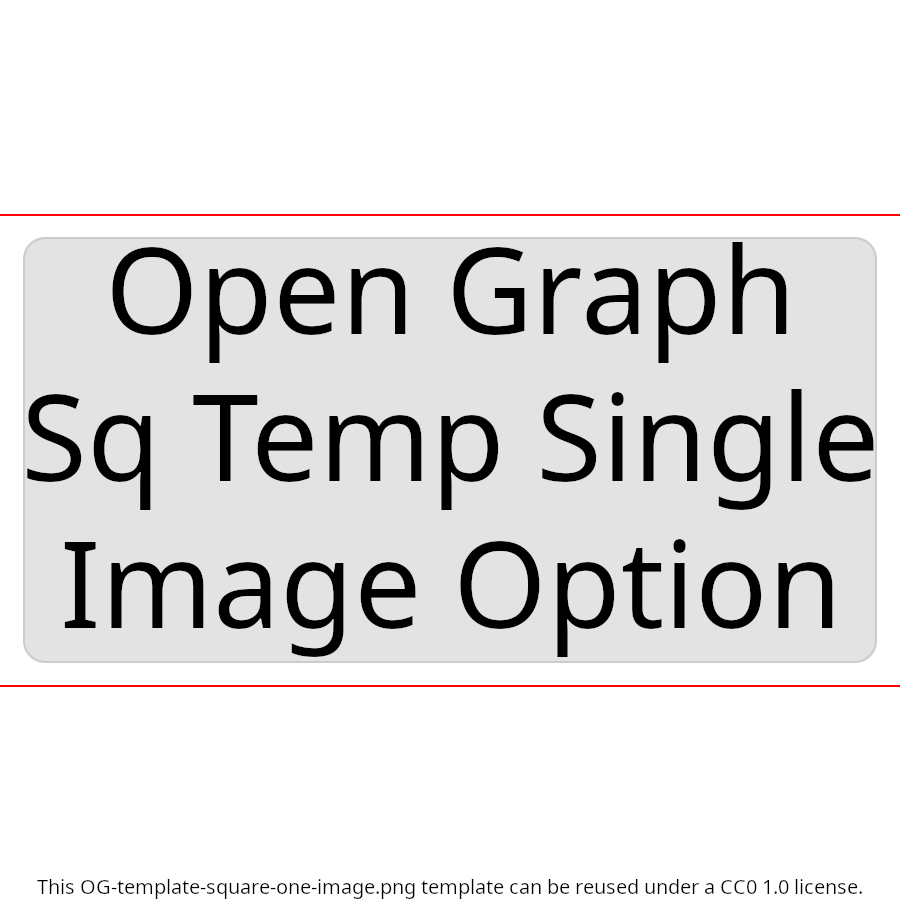 Open Graph
Sq Temp Single
Image Option
This OG-template-square-one-image.png template can be reused under a CC0 1.0 license.